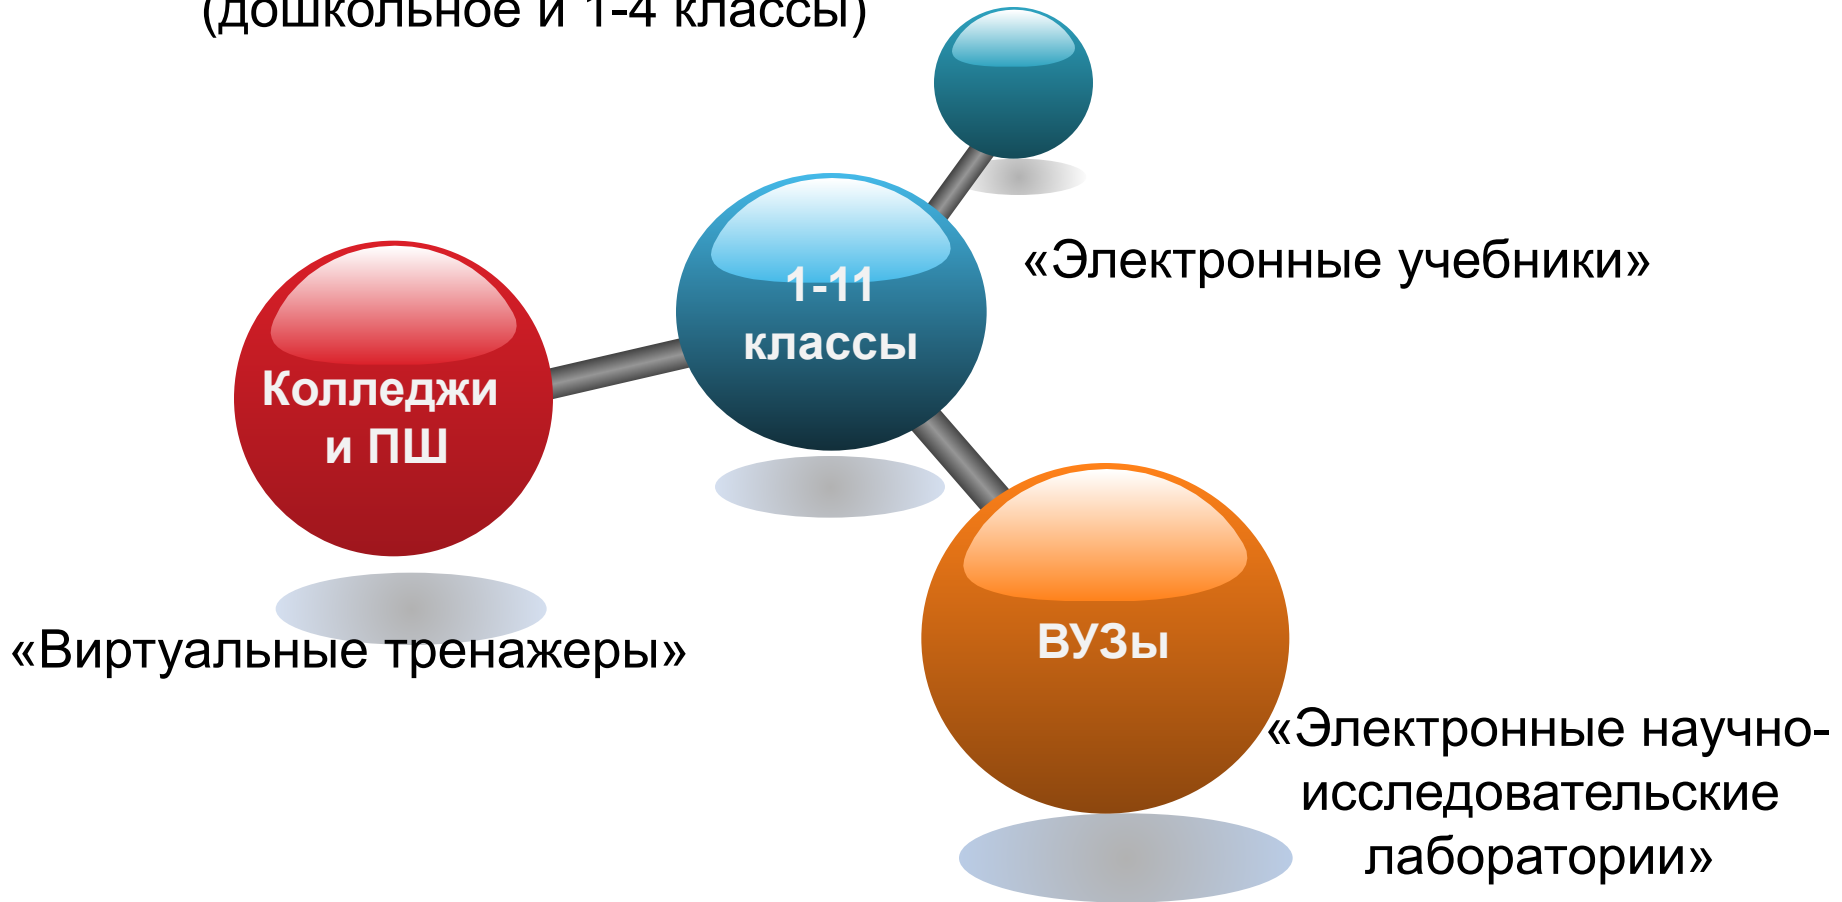 (дошкольное и 1-4 классы)
«Электронные учебники»
1-11
классы
Колледжи
и ПШ
«Виртуальные тренажеры»
ВУЗы
«Электронные научно-
исследовательские
лаборатории»